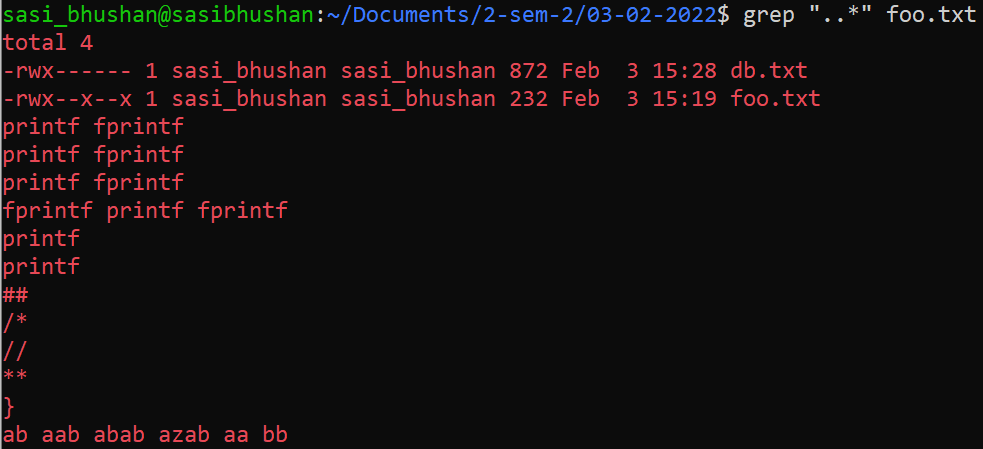 sasi_bhushan@sasibhushan:~/Documents/2-sem-2/03-02-2022$ grep "..*" foo.txt
total 4
-rwx------ 1 sasi_bhushan sasi_bhushan 872 Feb  3 15:28 db.txt
-rwx--x--x 1 sasi_bhushan sasi_bhushan 232 Feb  3 15:19 foo.txt
printf fprintf
printf fprintf
printf fprintf
fprintf printf fprintf
printf
printf
##
/*
//
**
}
ab aab abab azab aa bb